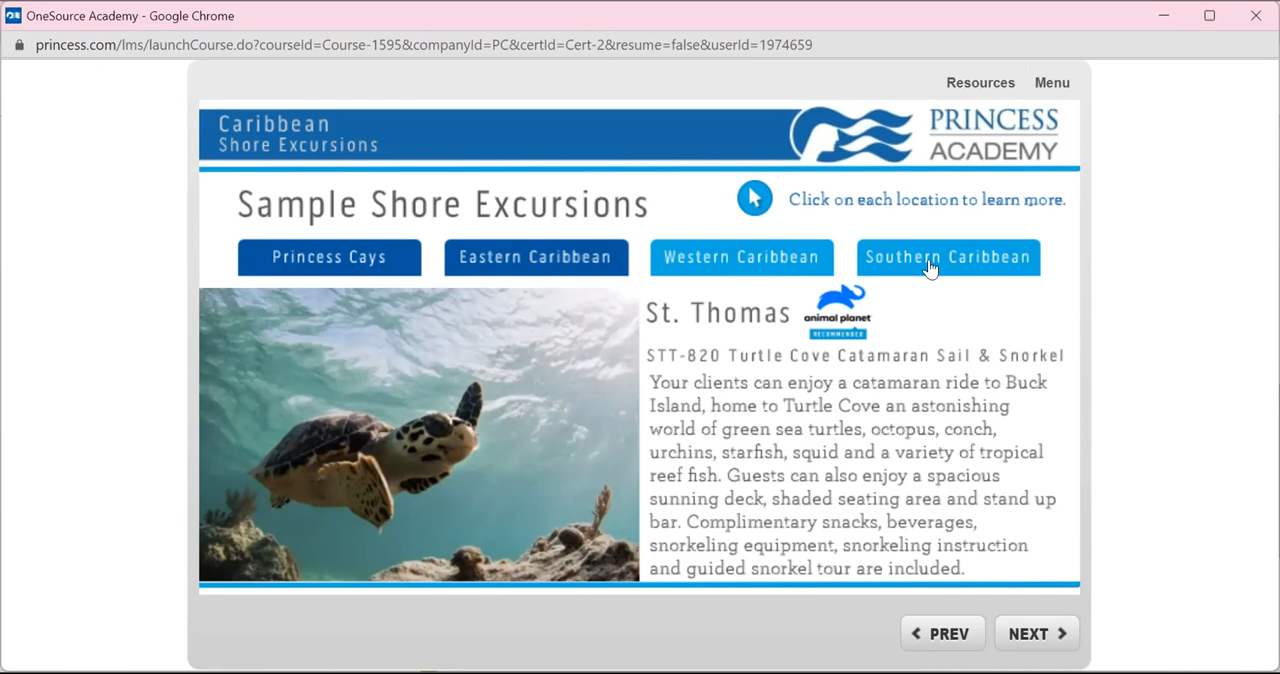 OneSource Academy - Google Chrome
princess.com/lms/launchCourse.do?courseId=Course-1595&companyId=PC&certId=Cert-2&resume=false&userId=1974659
Resources Menu
Caribbean
Shore Excursions
PRINCESS
ACADEMY
Sample Shore Excursions
Click on each location to learn more.
Princess Cays Eastern Caribbean Western Caribbean Southern Caribbean
St. Thomas
animal planet
RECOMMENDED
STT-820 Turtle Cove Catamaran Sail & Snorkel
Your clients can enjoy a catamaran ride to Buck
Island, home to Turtle Cove an astonishing
world of green sea turtles, octopus, conch,
urchins, starfish, squid and a variety of tropical
reef fish. Guests can also enjoy a spacious
sunning deck, shaded seating area and stand up
bar. Complimentary snacks, beverages,
snorkeling equipment, snorkeling instruction
and guided snorkel tour are included.
PREV NEXT